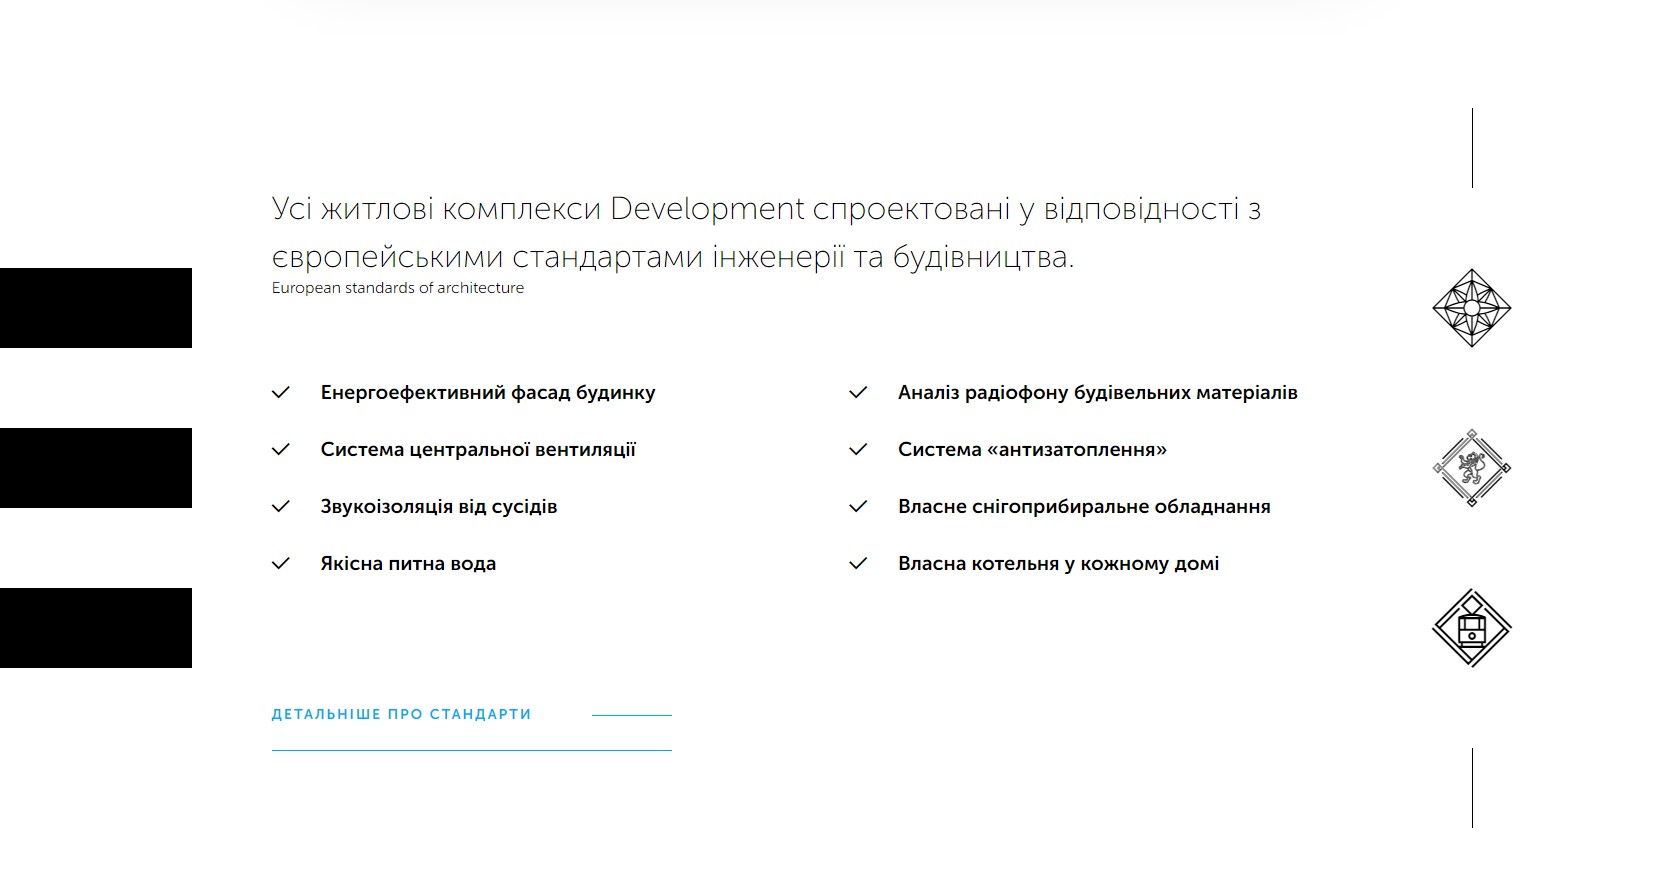 Усі житлові комплекси Development спроектовані у відповідності з
європейськими стандартами інженерії та будівництва.
European standards of architecture
Енергоефективний фасад будинку
Система центральної вентиляції
Звукоізоляція від сусідів
Якісна питна вода
Аналіз радіофону будівельних матеріалів
Система «антизатоплення»
Власне снігоприбиральне обладнання
Власна котельня у кожному домі
ДЕТАЛЬНІШЕ ПРО СТАНДАРТИ